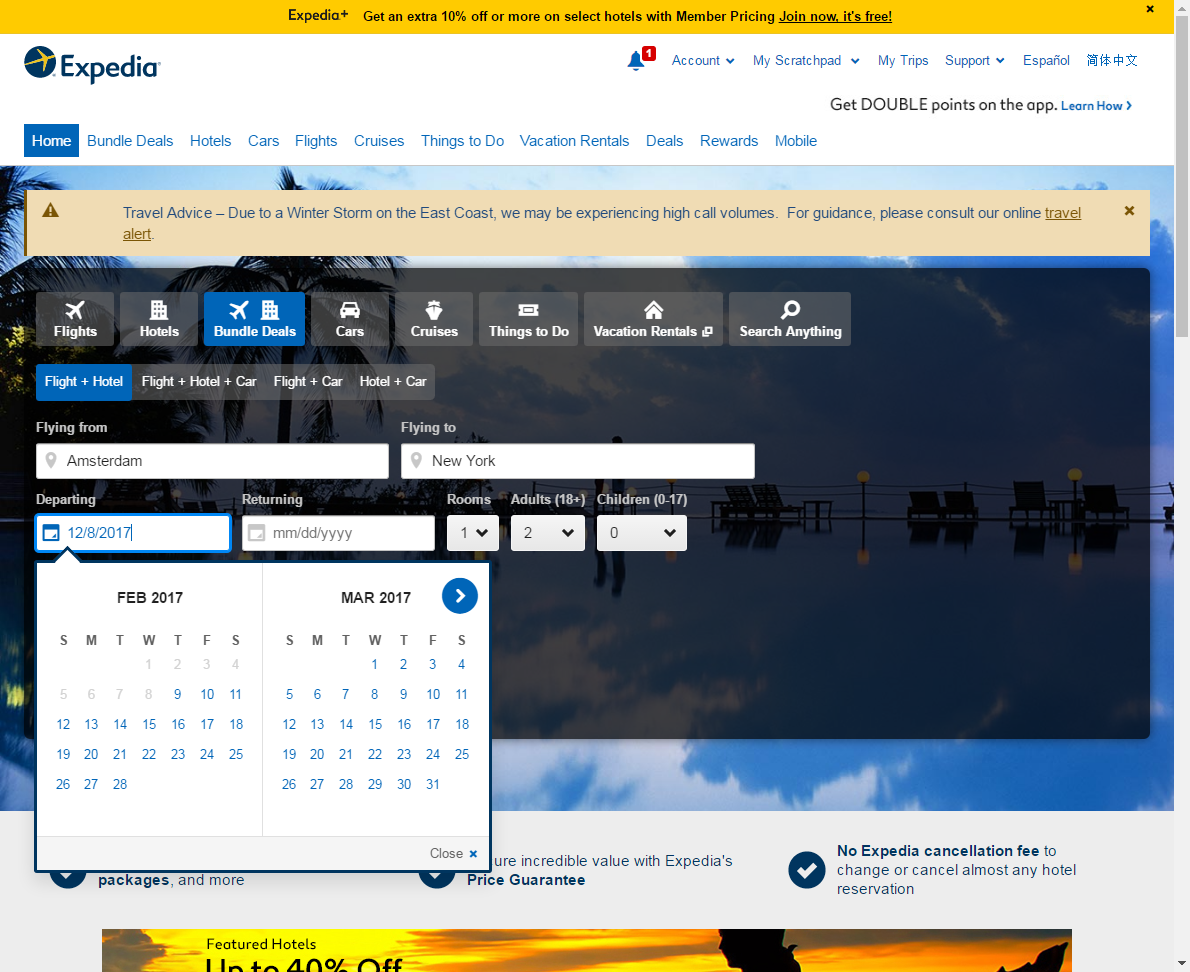 Expedia+ Get an extra 10% off or more on select hotels with Member Pricing Join now, it's free!
Expedia
1 Account My Scratchpad My Trips Support Español 简体中文
Get DOUBLE points on the app. Learn How
Home Bundle Deals Hotels Cars Flights Cruises Things to Do Vacation Rentals Deals Rewards Mobile
Travel Advice – Due to a Winter Storm on the East Coast, we may be experiencing high call volumes. For guidance, please consult our online travel
alert.
Flights Hotels Bundle Deals Cars Cruises Things to Do Vacation Rentals Search Anything
Flight + Hotel Flight + Hotel + Car Flight + Car Hotel + Car
Flying from Flying to
Amsterdam New York
Departing Returning Rooms Adults (18+) Children (0-17)
12/8/2017 mm/dd/yyyy 1 2 0
FEB 2017 MAR 2017
S M T W T F S S M T W T F S
1 2 3 4 1 2 3 4
5 6 7 8 9 10 11 5 6 7 8 9 10 11
12 13 14 15 16 17 18 12 13 14 15 16 17 18
19 20 21 22 23 24 25 19 20 21 22 23 24 25
26 27 28 26 27 28 29 30 31
Close
ure incredible value with Expedia's
Price Guarantee
packages, and more
No Expedia cancellation fee to
change or cancel almost any hotel
reservation
Featured Hotels
Up to 40% Off